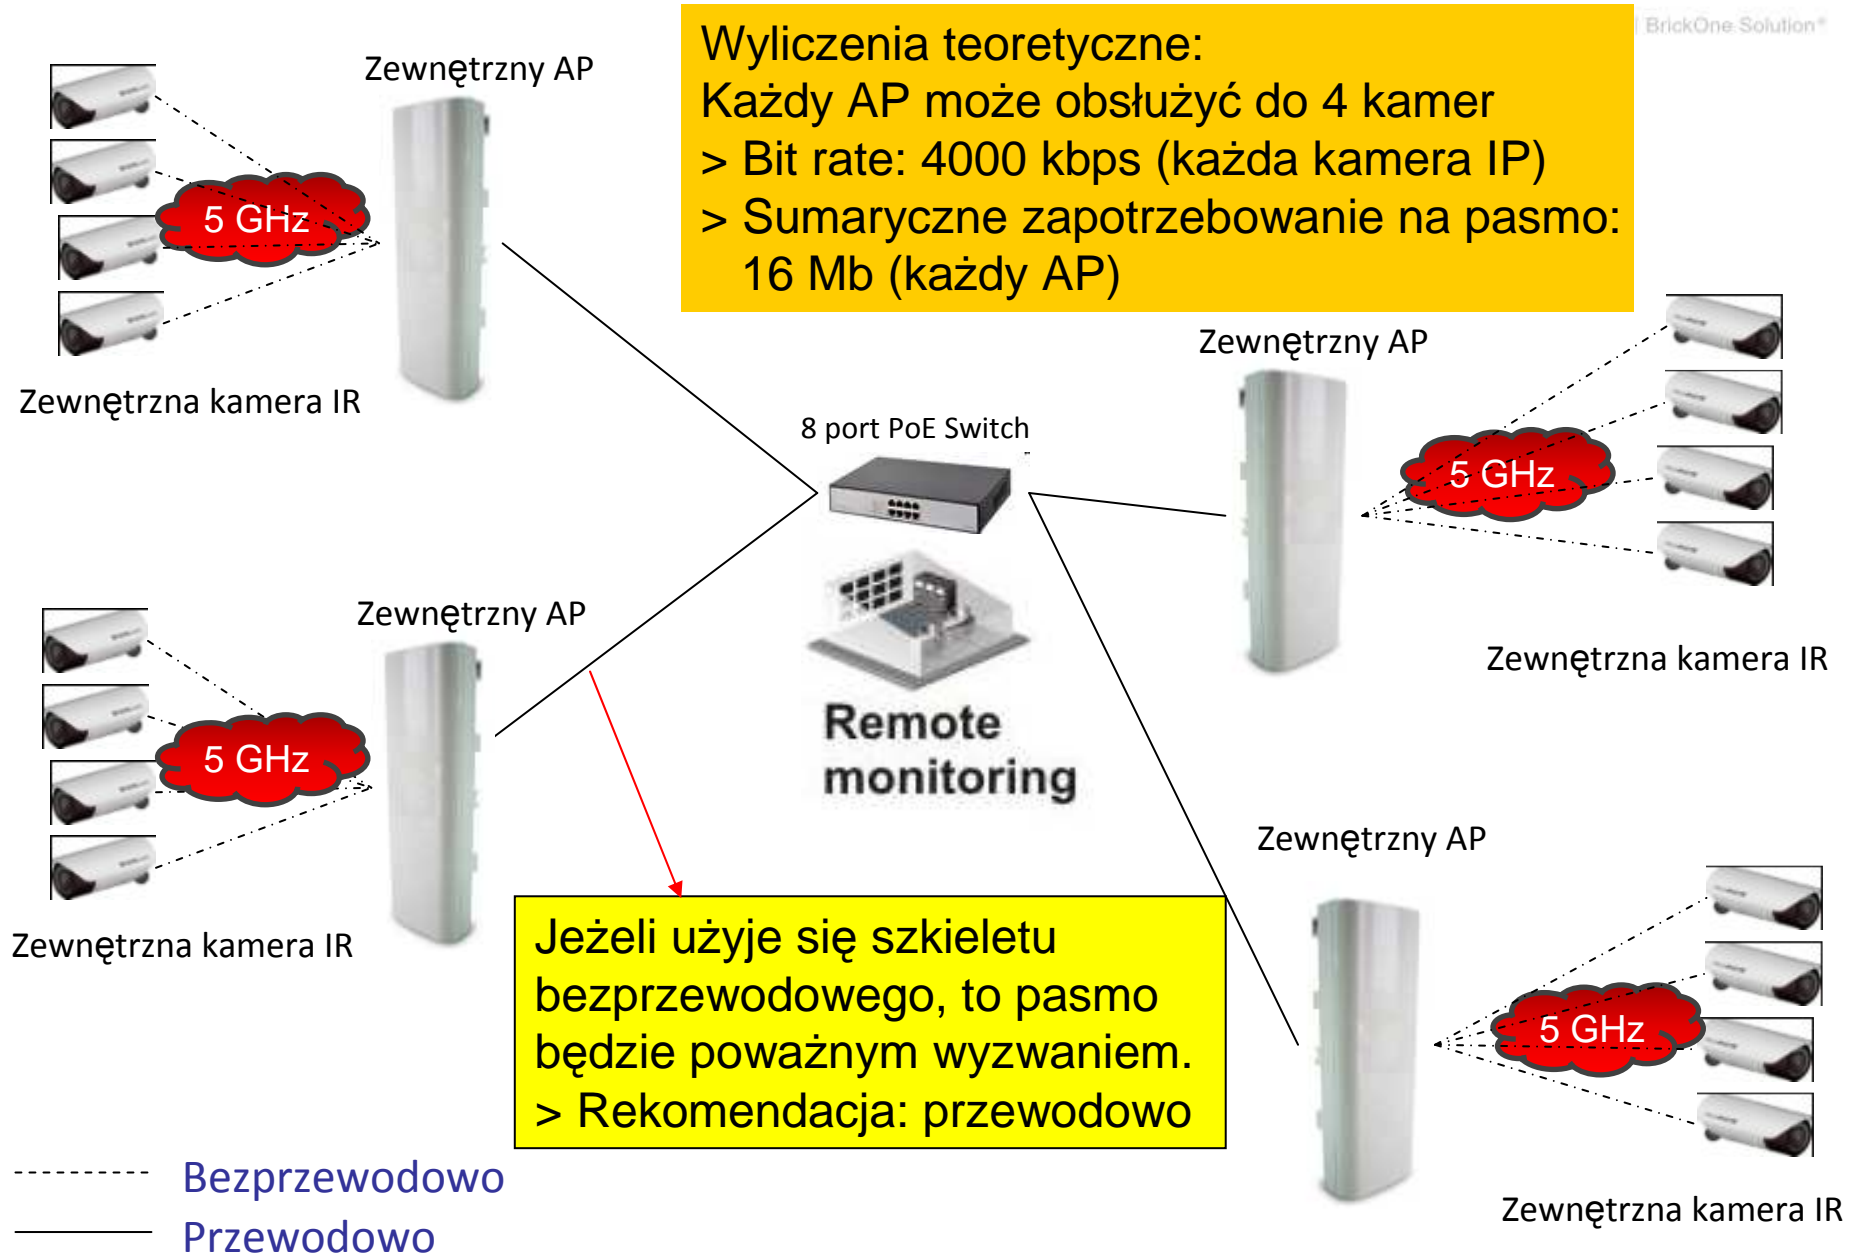 | BrickOne Solution®
Wyliczenia teoretyczne:
Każdy AP może obsłużyć do 4 kamer
> Bit rate: 4000 kbps (każda kamera IP)
> Sumaryczne zapotrzebowanie na pasmo:
16 Mb (każdy AP)
Zewnętrzny AP
5 GHz
Zewnętrzna kamera IR
Zewnętrzny AP
5 GHz
Zewnętrzna kamera IR
8 port PoE Switch
Remote
monitoring
Zewnętrzny AP
5 GHz
Zewnętrzna kamera IR
Zewnętrzny AP
5 GHz
Zewnętrzna kamera IR
Jeżeli użyje się szkieletu
bezprzewodowego, to pasmo
będzie poważnym wyzwaniem.
> Rekomendacja: przewodowo
Bezprzewodowo
Przewodowo